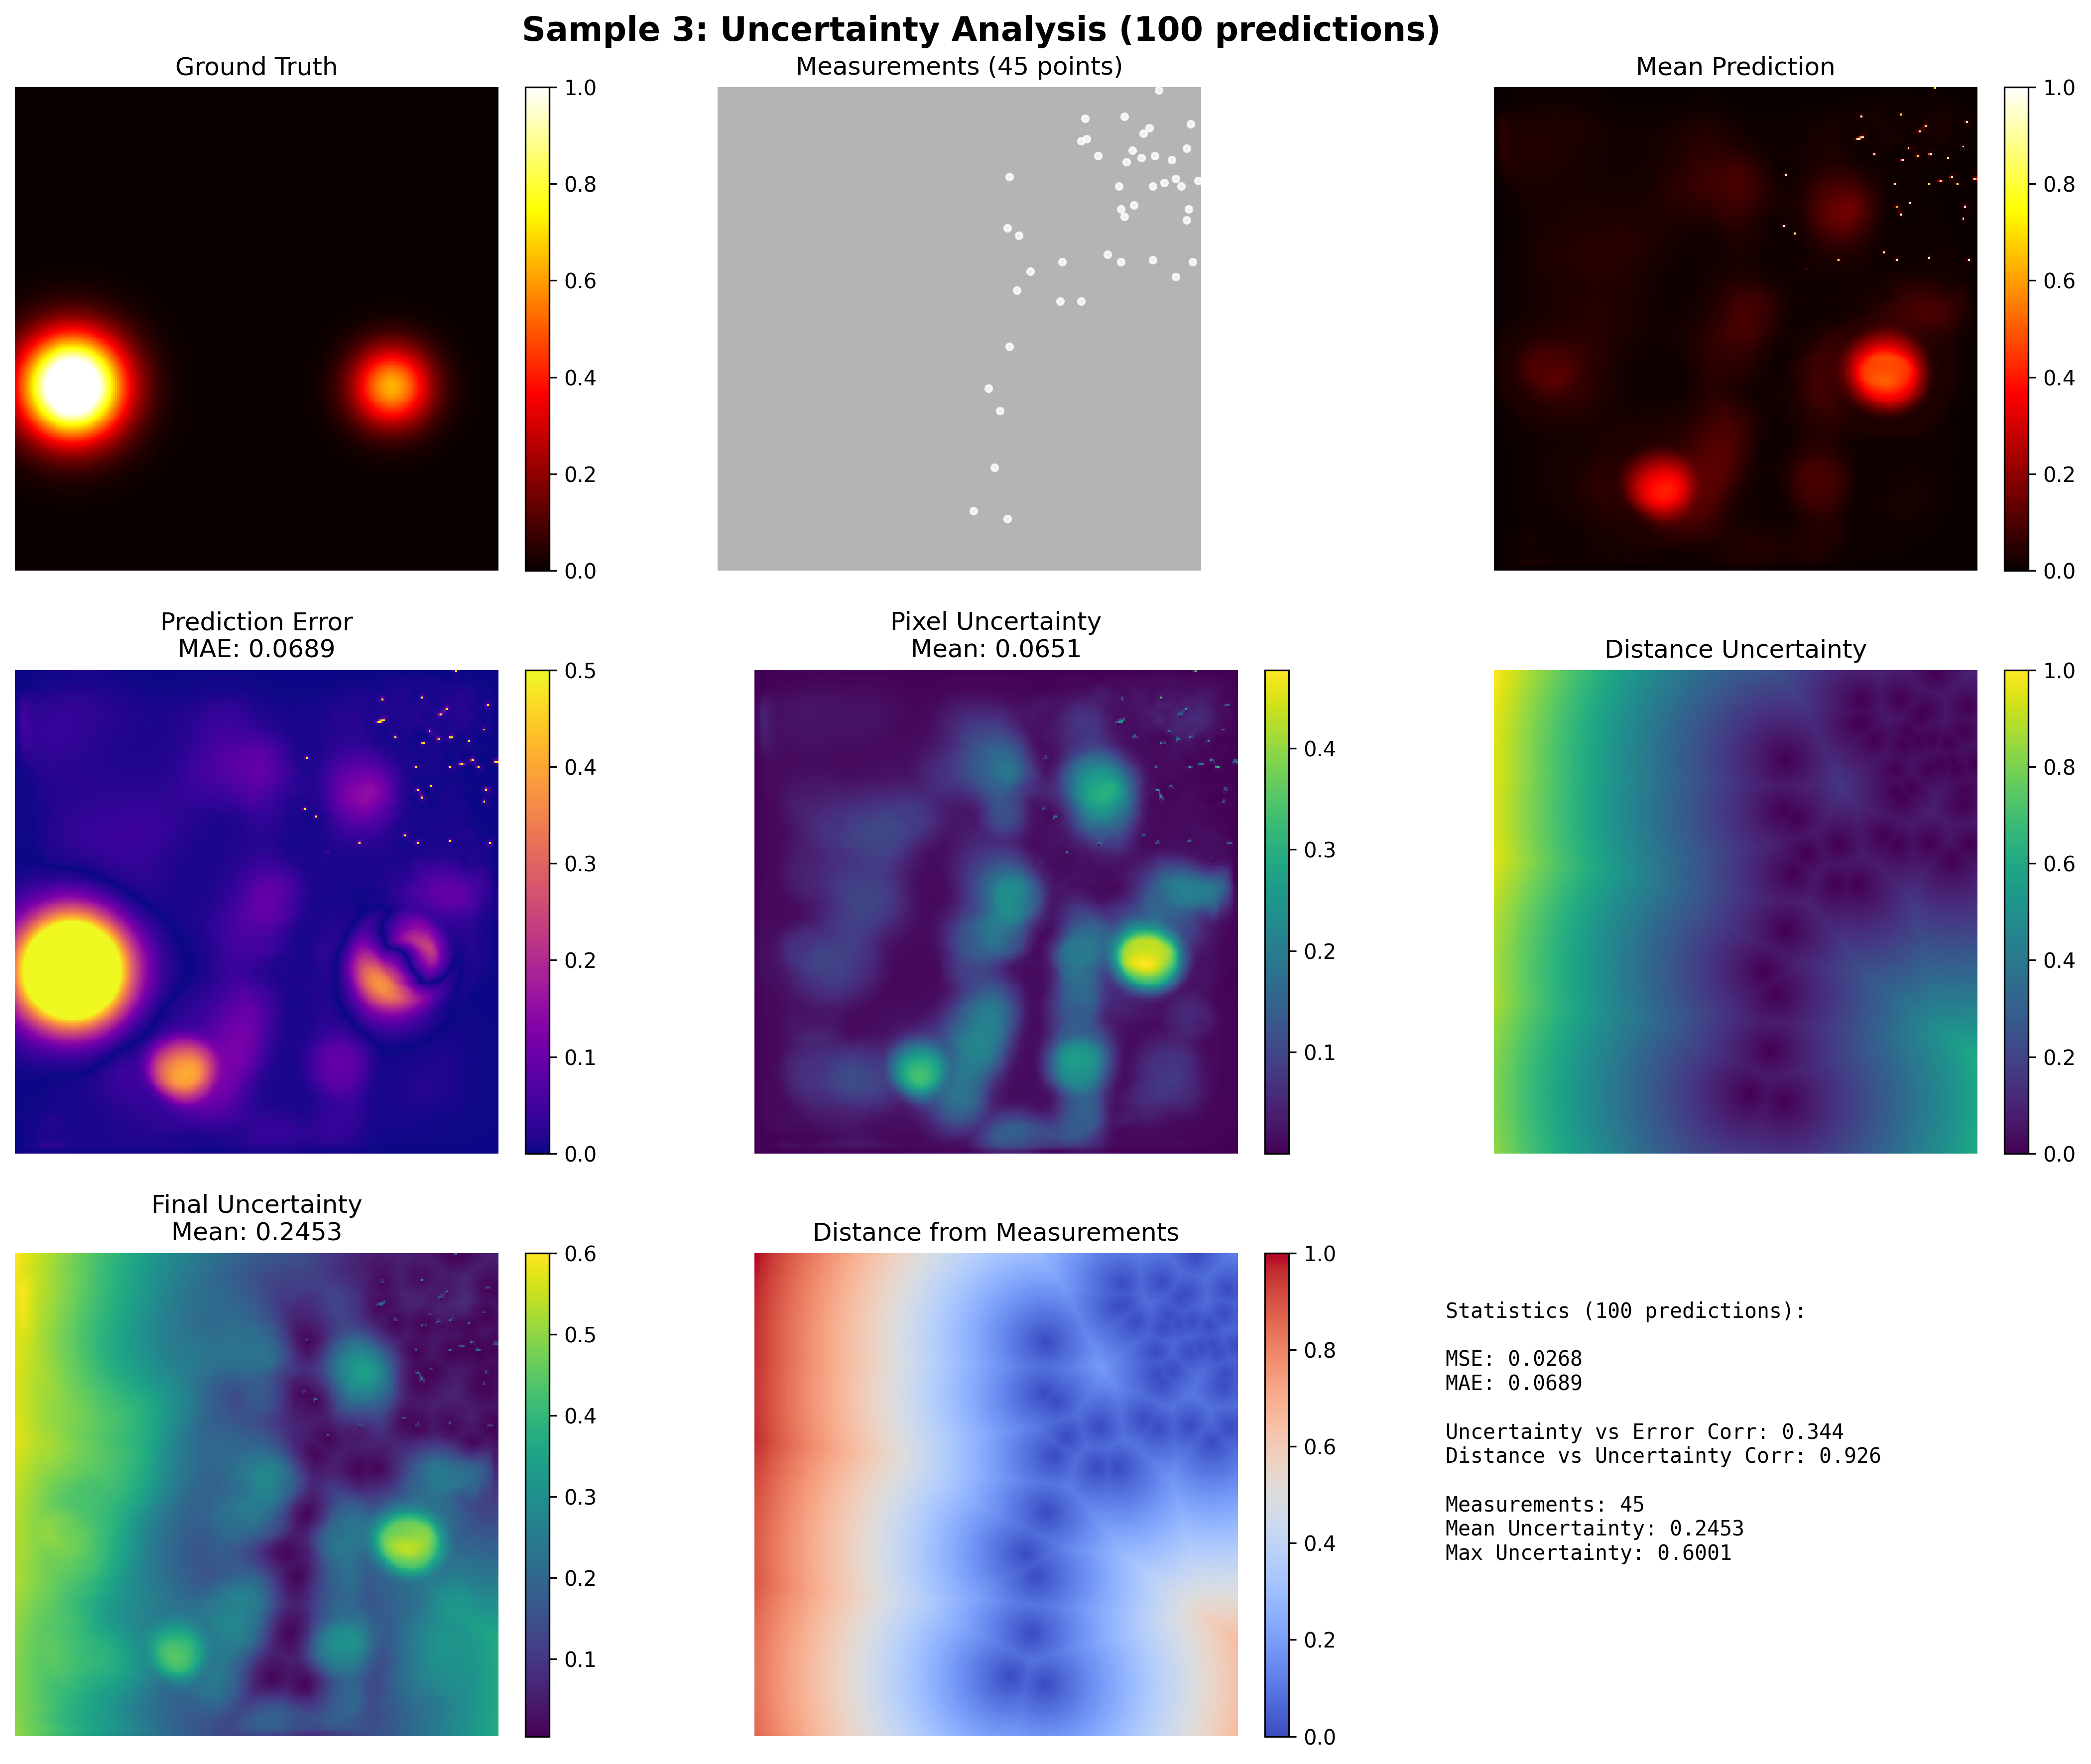 Sample 3: Uncertainty Analysis (100 predictions)
Ground Truth
1.0
0.8
0.6
0.4
0.2
0.0
Measurements (45 points)
Mean Prediction
1.0
0.8
0.6
0.4
0.2
0.0
Prediction Error
MAE: 0.0689
0.5
0.4
0.3
0.2
0.1
0.0
Pixel Uncertainty
Mean: 0.0651
0.4
0.3
0.2
0.1
Distance Uncertainty
1.0
0.8
0.6
0.4
0.2
0.0
Final Uncertainty
Mean: 0.2453
0.6
0.5
0.4
0.3
0.2
0.1
Distance from Measurements
1.0
0.8
0.6
0.4
0.2
0.0
Statistics (100 predictions):
MSE: 0.0268
MAE: 0.0689
Uncertainty vs Error Corr: 0.344
Distance vs Uncertainty Corr: 0.926
Measurements: 45
Mean Uncertainty: 0.2453
Max Uncertainty: 0.6001